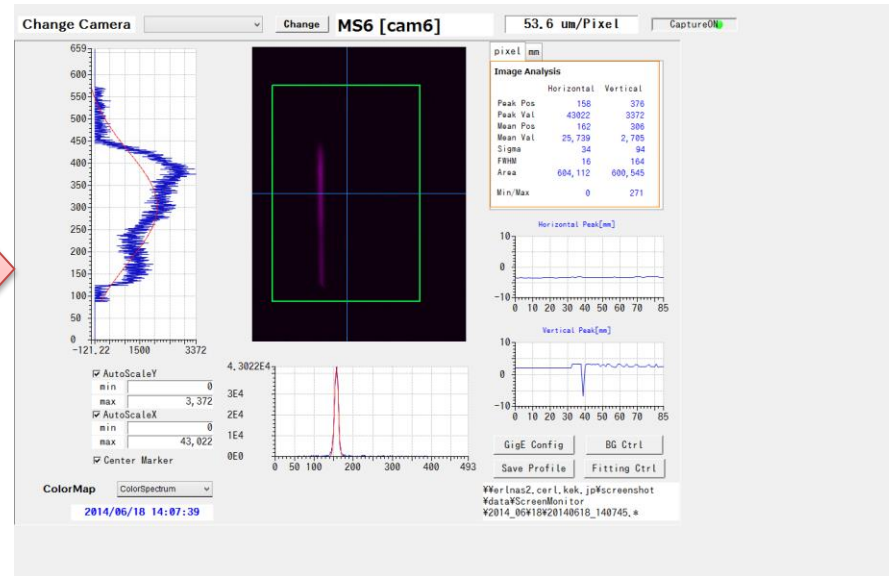 Change Camera Change MS6 [cam6] 53.6 um/Pixel CaptureON
pixel mm
Image Analysis
Horizontal Vertical
Peak Pos 158 376
Peak Val 43022 3372
Mean Pos 162 306
Mean Val 25,739 2,705
Sigma 34 94
FWHM 16 164
Area 604,112 600,545
Min/Max 0 271
659
600
550
500
450
400
350
300
250
200
150
100
50
0
-121.22 1500 3372
Horizontal Peak[mm]
10
0
-10
0 10 20 30 40 50 60 70 85
Vertical Peak[mm]
10
0
-10
0 10 20 30 40 50 60 70 85
AutoScaleY
min 0
max 3,372
AutoScaleX
min 0
max 43,022
Center Marker
ColorMap ColorSpectrum
2014/06/18 14:07:39
4.3022E4
3E4
2E4
1E4
0E0
0 50 100 200 300 400 493
GigE Config BG Ctrl
Save Profile Fitting Ctrl
¥¥erlnas2.cerl.kek.jp¥screenshot
¥data¥ScreenMonitor
¥2014_06¥18¥20140618_140745.*